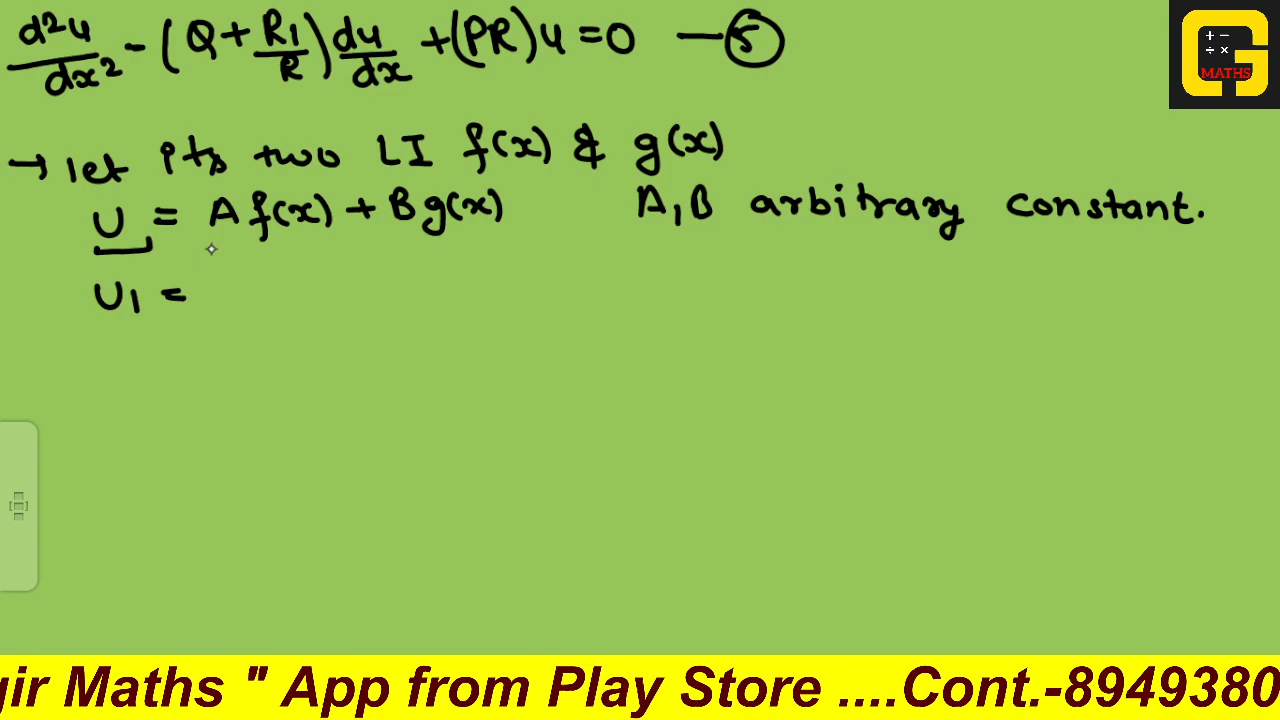 d²u/dx² - (Q + R1/R) du/dx + (PR)u = 0 — ⑤
+ -
÷ ×
MATHS
→ let its two LI f(x) & g(x)
U = A f(x) + B g(x) A, B arbitrary constant.
U1 =
gir Maths " App from Play Store ....Cont.-8949380